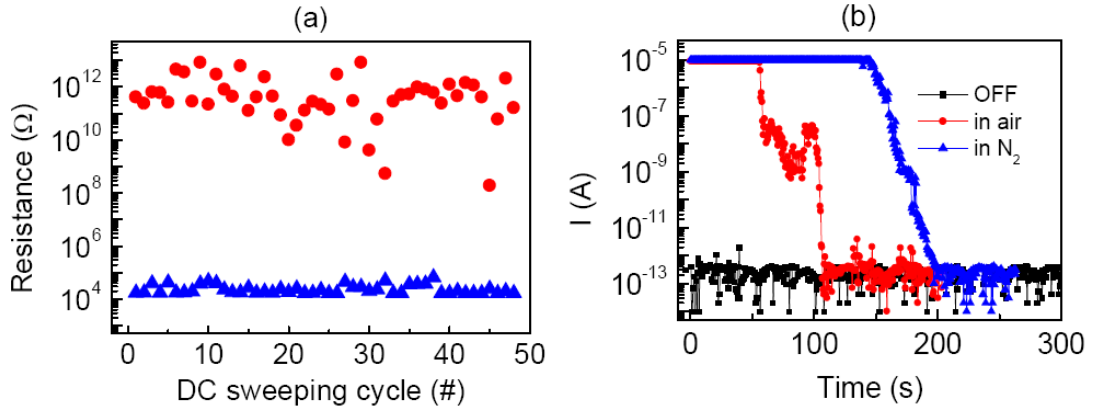 (a)
Resistance (Ω)
10^12
10^10
10^8
10^6
10^4
0 10 20 30 40 50
DC sweeping cycle (#)
(b)
I (A)
10^-5
10^-7
10^-9
10^-11
10^-13
OFF
in air
in N₂
0 100 200 300
Time (s)